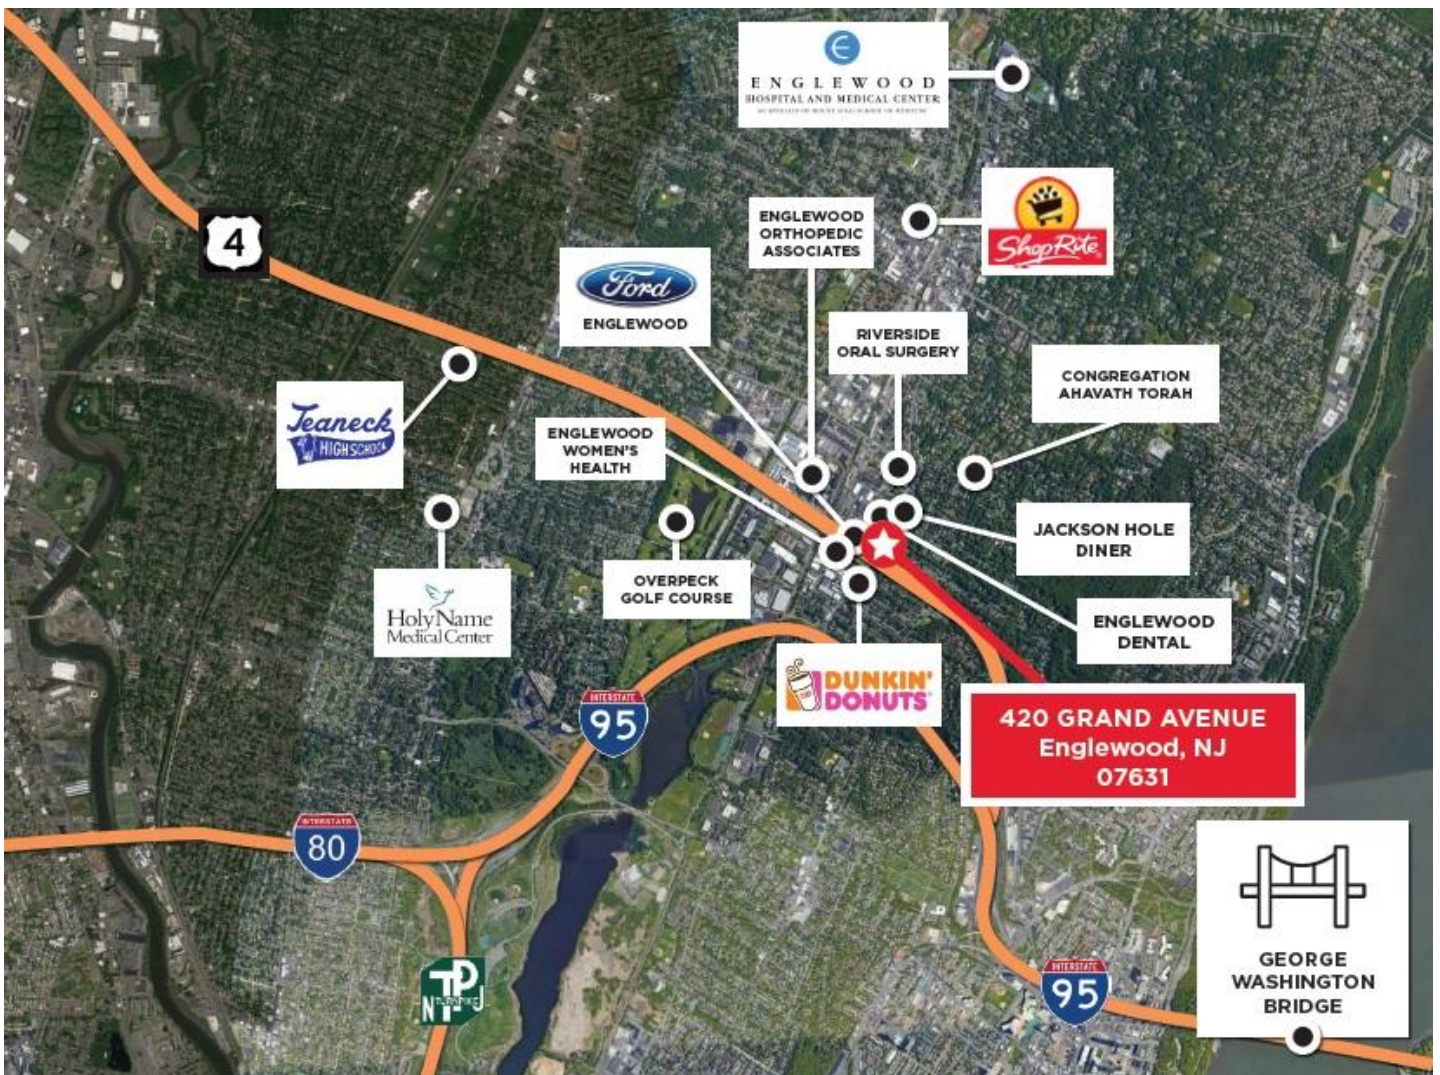 ENGLEWOOD
HOSPITAL AND MEDICAL CENTER
ShopRite
ENGLEWOOD
ORTHOPEDIC
ASSOCIATES
4
Ford
ENGLEWOOD
RIVERSIDE
ORAL SURGERY
CONGREGATION
AHAVATH TORAH
Teaneck
HIGH SCHOOL
ENGLEWOOD
WOMEN'S
HEALTH
JACKSON HOLE
DINER
OVERPECK
GOLF COURSE
Holy Name
Medical Center
ENGLEWOOD
DENTAL
DUNKIN'
DONUTS
INTERSTATE
95
420 GRAND AVENUE
Englewood, NJ
07631
INTERSTATE
80
GEORGE
WASHINGTON
BRIDGE
INTERSTATE
95
TP
N TURNPIKE J